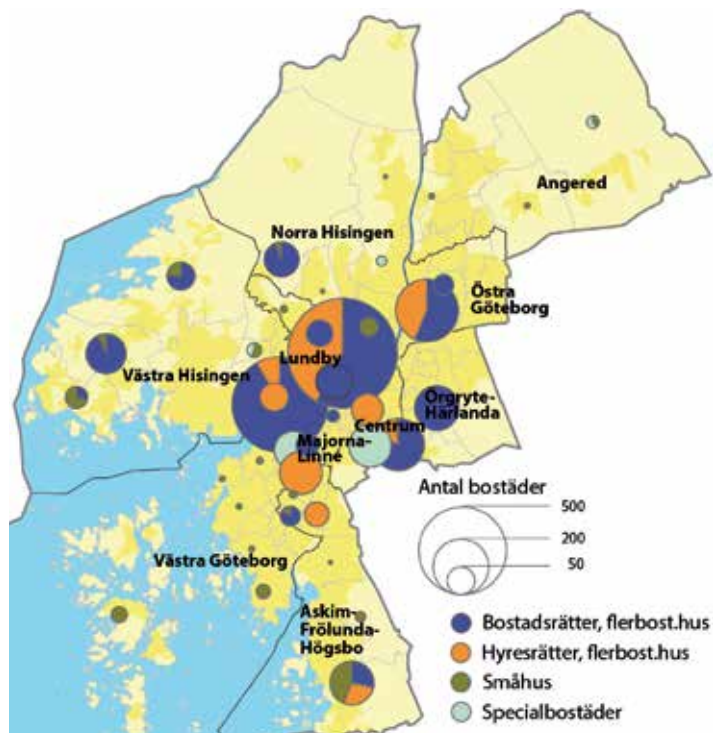 Angered
Norra Hisingen
Östra
Göteborg
Lundby
Västra Hisingen
Örgryte-
Härlanda
Centrum
Majorna-
Linné
Antal bostäder
500
200
50
Västra Göteborg
Askim-
Frölunda-
Högsbo
Bostadsrätter, flerbost.hus
Hyresrätter, flerbost.hus
Småhus
Specialbostäder